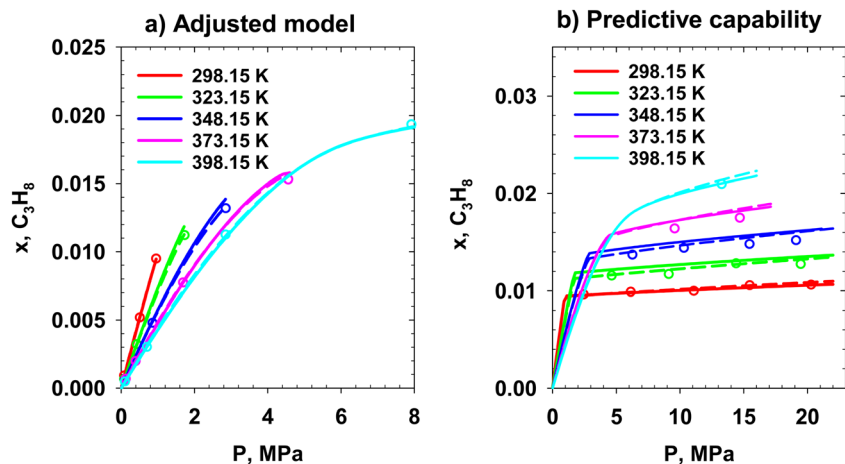 a) Adjusted model
0.025
0.020
0.015
0.010
0.005
0.000
x, C3H8
298.15 K
323.15 K
348.15 K
373.15 K
398.15 K
0
2
4
6
8
P, MPa
b) Predictive capability
0.03
0.02
0.01
0.00
x, C3H8
298.15 K
323.15 K
348.15 K
373.15 K
398.15 K
0
5
10
15
20
P, MPa